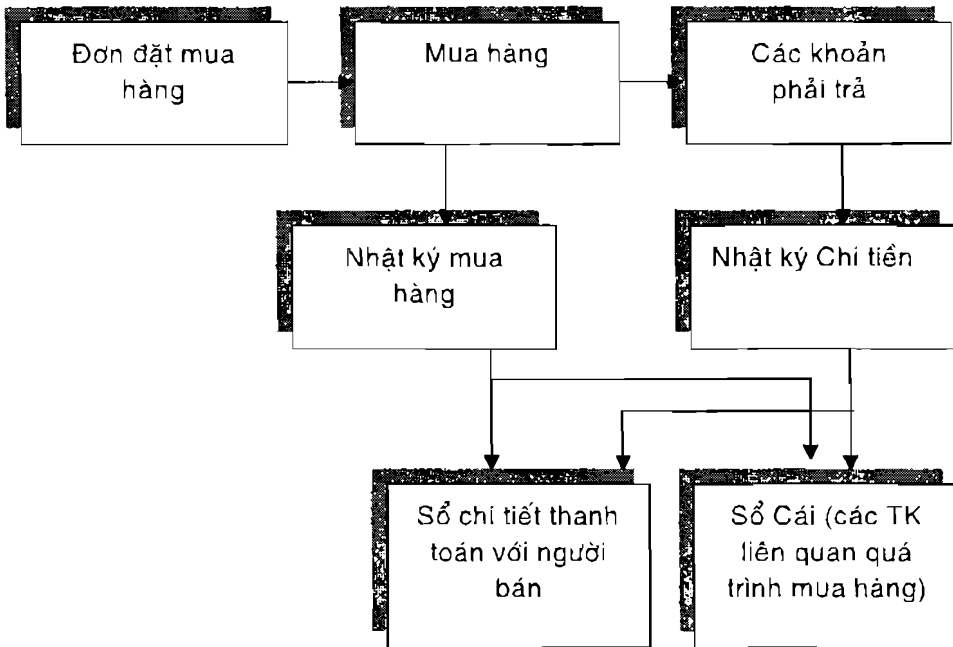 Đơn đặt mua
hàng
Mua hàng
Các khoản
phải trả
Nhật ký mua
hàng
Nhật ký Chi tiền
Sổ chi tiết thanh
toán với người
bán
Sổ Cái (các TK
liên quan quá
trình mua hàng)